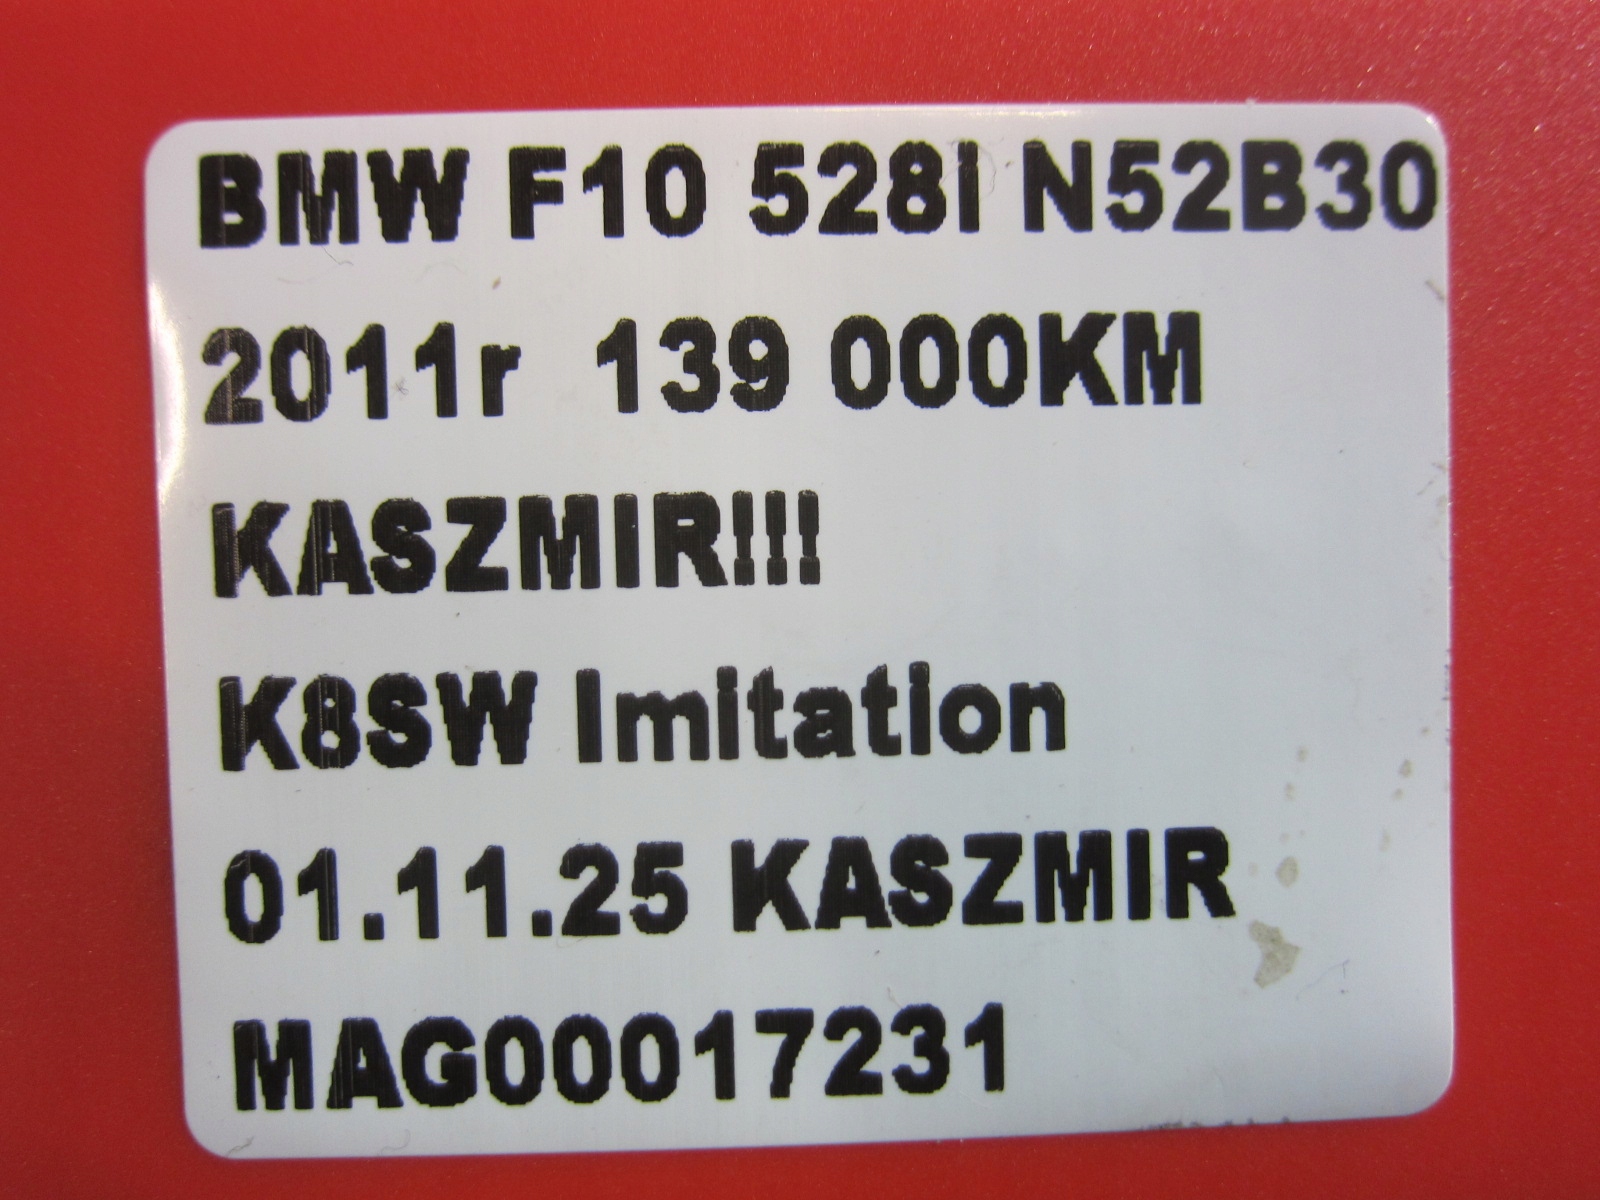 BMW F10 528I N52B30
2011r 139 000KM
KASZMIR!!!
K8SW Imitation
01.11.25 KASZMIR
MAG00017231